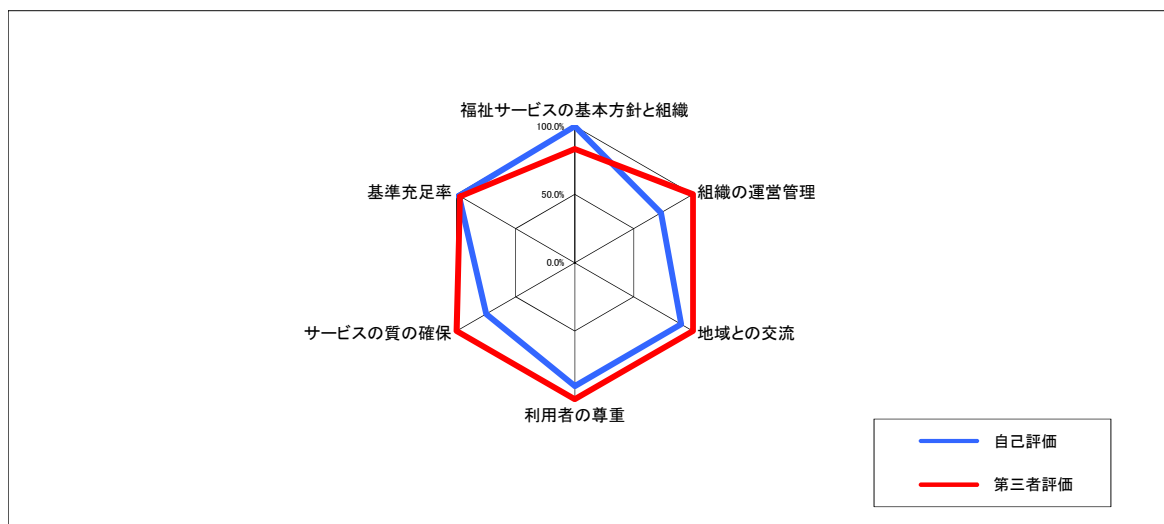 福祉サービスの基本方針と組織
100.0%
基準充足率
50.0%
組織の運営管理
0.0%
サービスの質の確保
地域との交流
利用者の尊重
自己評価
第三者評価